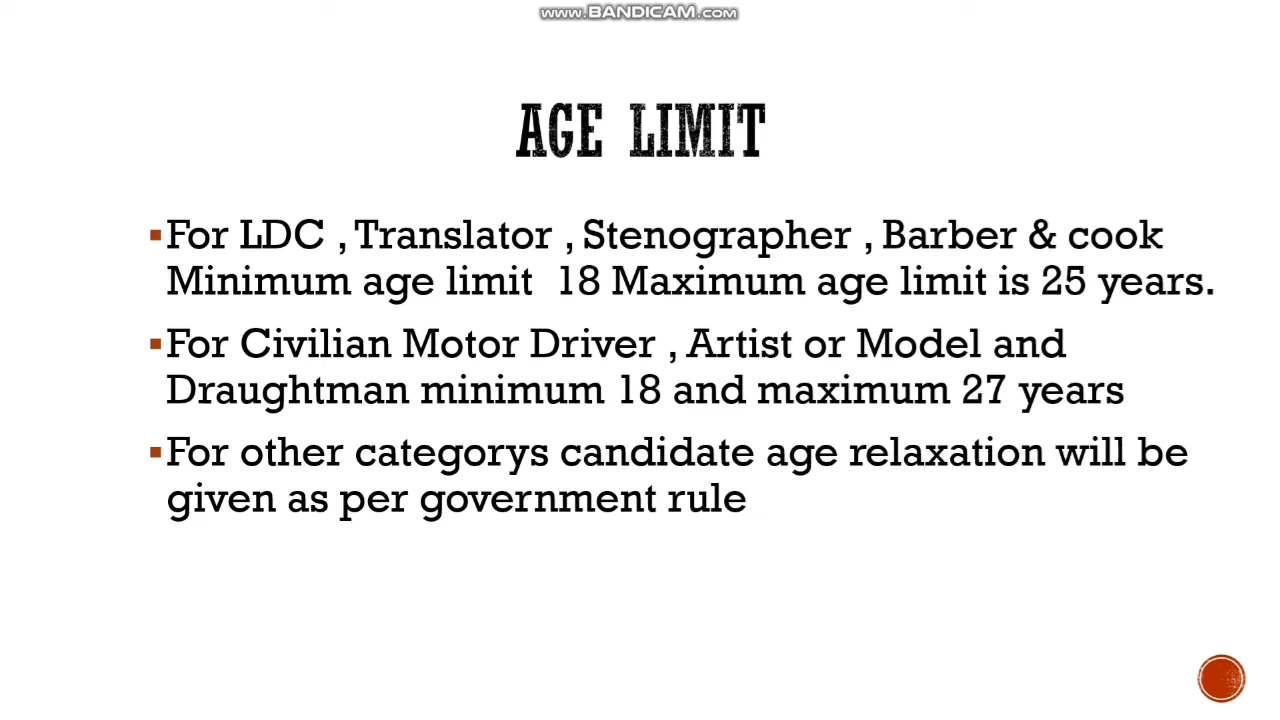 www.BANDICAM.com
AGE LIMIT
▪For LDC , Translator , Stenographer , Barber & cook
Minimum age limit  18 Maximum age limit is 25 years.
▪For Civilian Motor Driver , Artist or Model and
Draughtman minimum 18 and maximum 27 years
▪For other categorys candidate age relaxation will be
given as per government rule